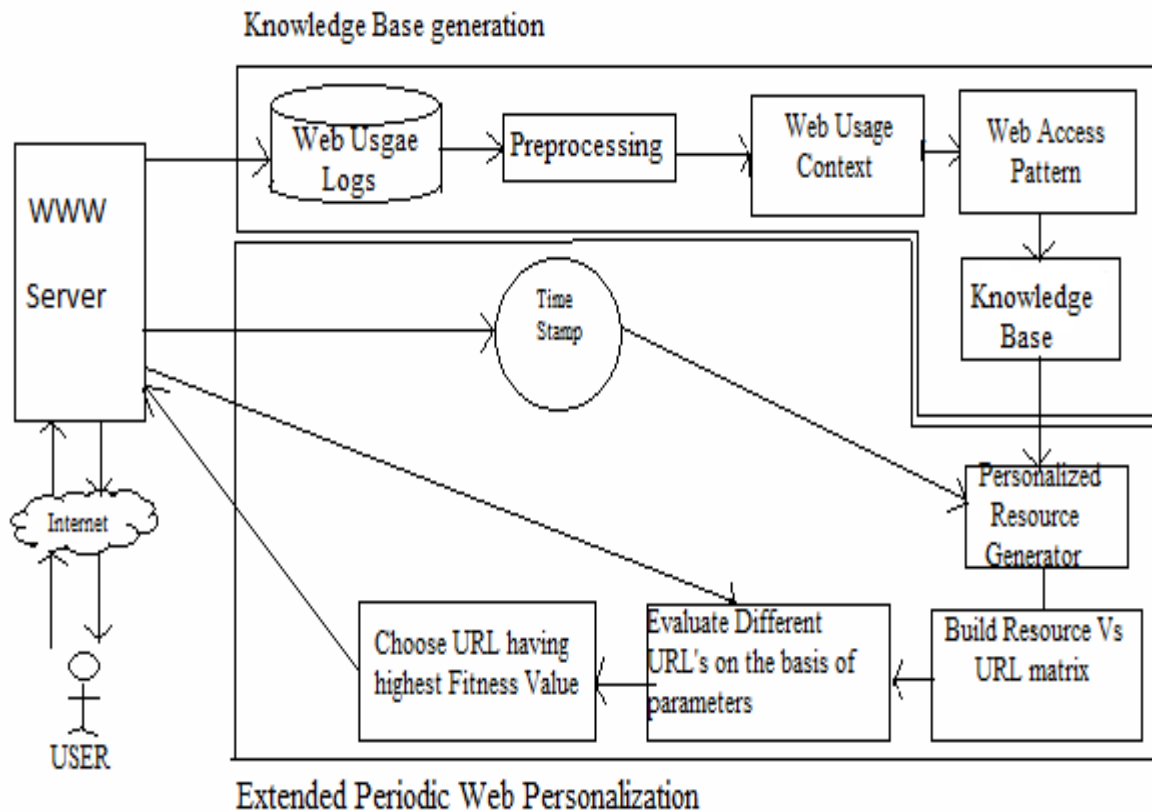 Knowledge Base generation
Web Usgae
Logs
Preprocessing
Web Usage
Context
Web Access
Pattern
WWW
Server
Time
Stamp
Knowledge
Base
Personalized
Resource
Generator
Internet
Choose URL having
highest Fitness Value
Evaluate Different
URL's on the basis of
parameters
Build Resource Vs
URL matrix
USER
Extended Periodic Web Personalization